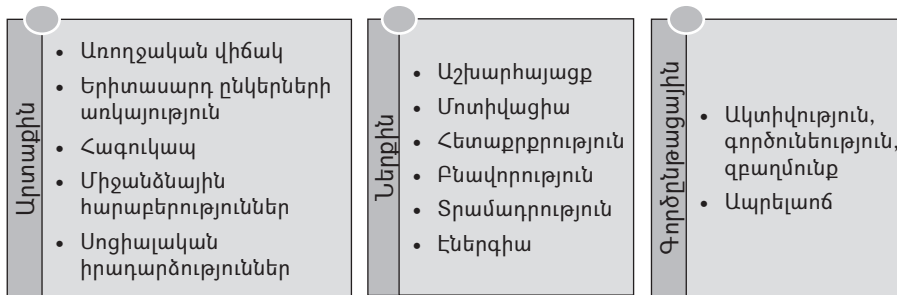 Արտաքին
• Առողջական վիճակ
• Երիտասարդ ընկերների
առկայություն
• Հագուկապ
• Միջանձնային
հարաբերություններ
• Սոցիալական
իրադարձություններ
Ներքին
• Աշխարհայացք
• Մոտիվացիա
• Հետաքրքրություն
• Բնավորություն
• Տրամադրություն
• Էներգիա
Գործընթացային
• Ակտիվություն,
գործունեություն,
զբաղմունք
• Ապրելաոճ